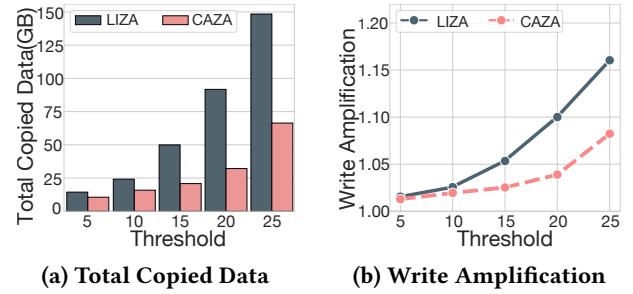 LIZA CAZA
Total Copied Data(GB)
150
125
100
75
50
25
0
5 10 15 20 25
Threshold
(a) Total Copied Data
LIZA CAZA
Write Amplification
1.20
1.15
1.10
1.05
1.00
5 10 15 20 25
Threshold
(b) Write Amplification